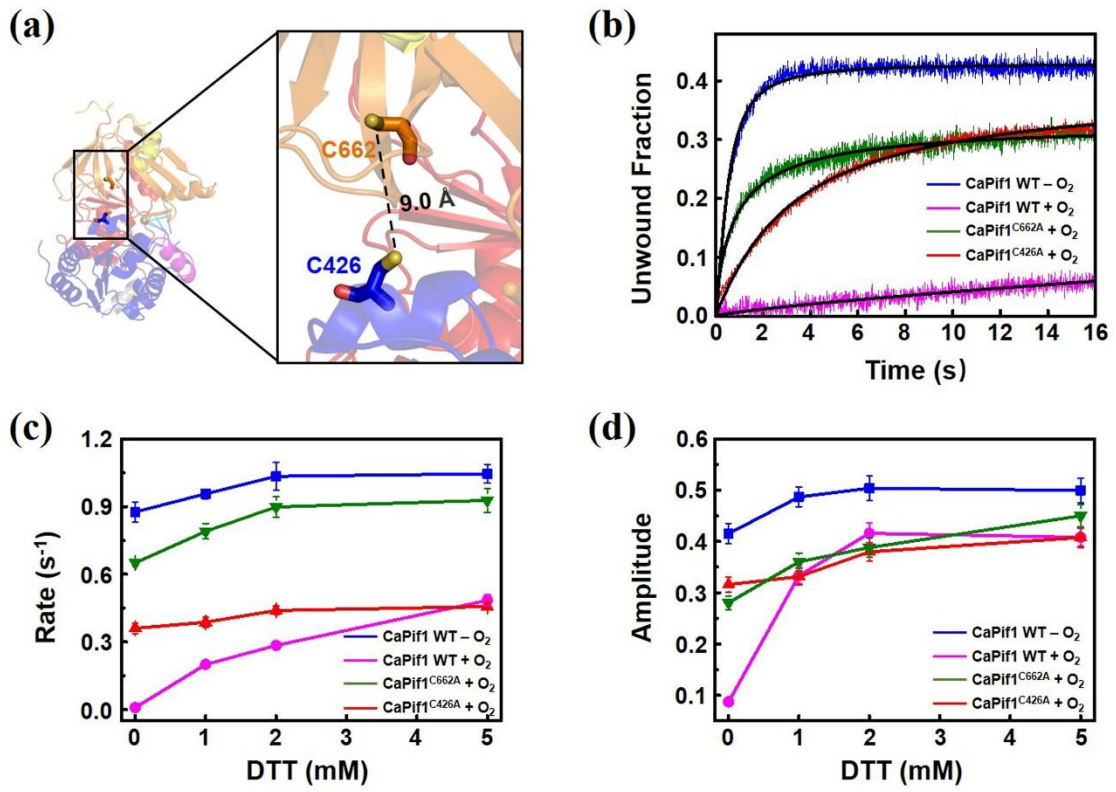 (a)
C662
9.0 Å
C426
(b)
Unwound Fraction
0.4
0.3
0.2
0.1
0.0
CaPif1 WT – O₂
CaPif1 WT + O₂
CaPif1ᶜ⁶⁶²ᴬ + O₂
CaPif1ᶜ⁴²⁶ᴬ + O₂
0 2 4 6 8 10 12 14 16
Time (s)
(c)
Rate (s⁻¹)
1.2
0.9
0.6
0.3
0.0
CaPif1 WT – O₂
CaPif1 WT + O₂
CaPif1ᶜ⁶⁶²ᴬ + O₂
CaPif1ᶜ⁴²⁶ᴬ + O₂
0 1 2 3 4 5
DTT (mM)
(d)
Amplitude
0.6
0.5
0.4
0.3
0.2
0.1
CaPif1 WT – O₂
CaPif1 WT + O₂
CaPif1ᶜ⁶⁶²ᴬ + O₂
CaPif1ᶜ⁴²⁶ᴬ + O₂
0 1 2 3 4 5
DTT (mM)